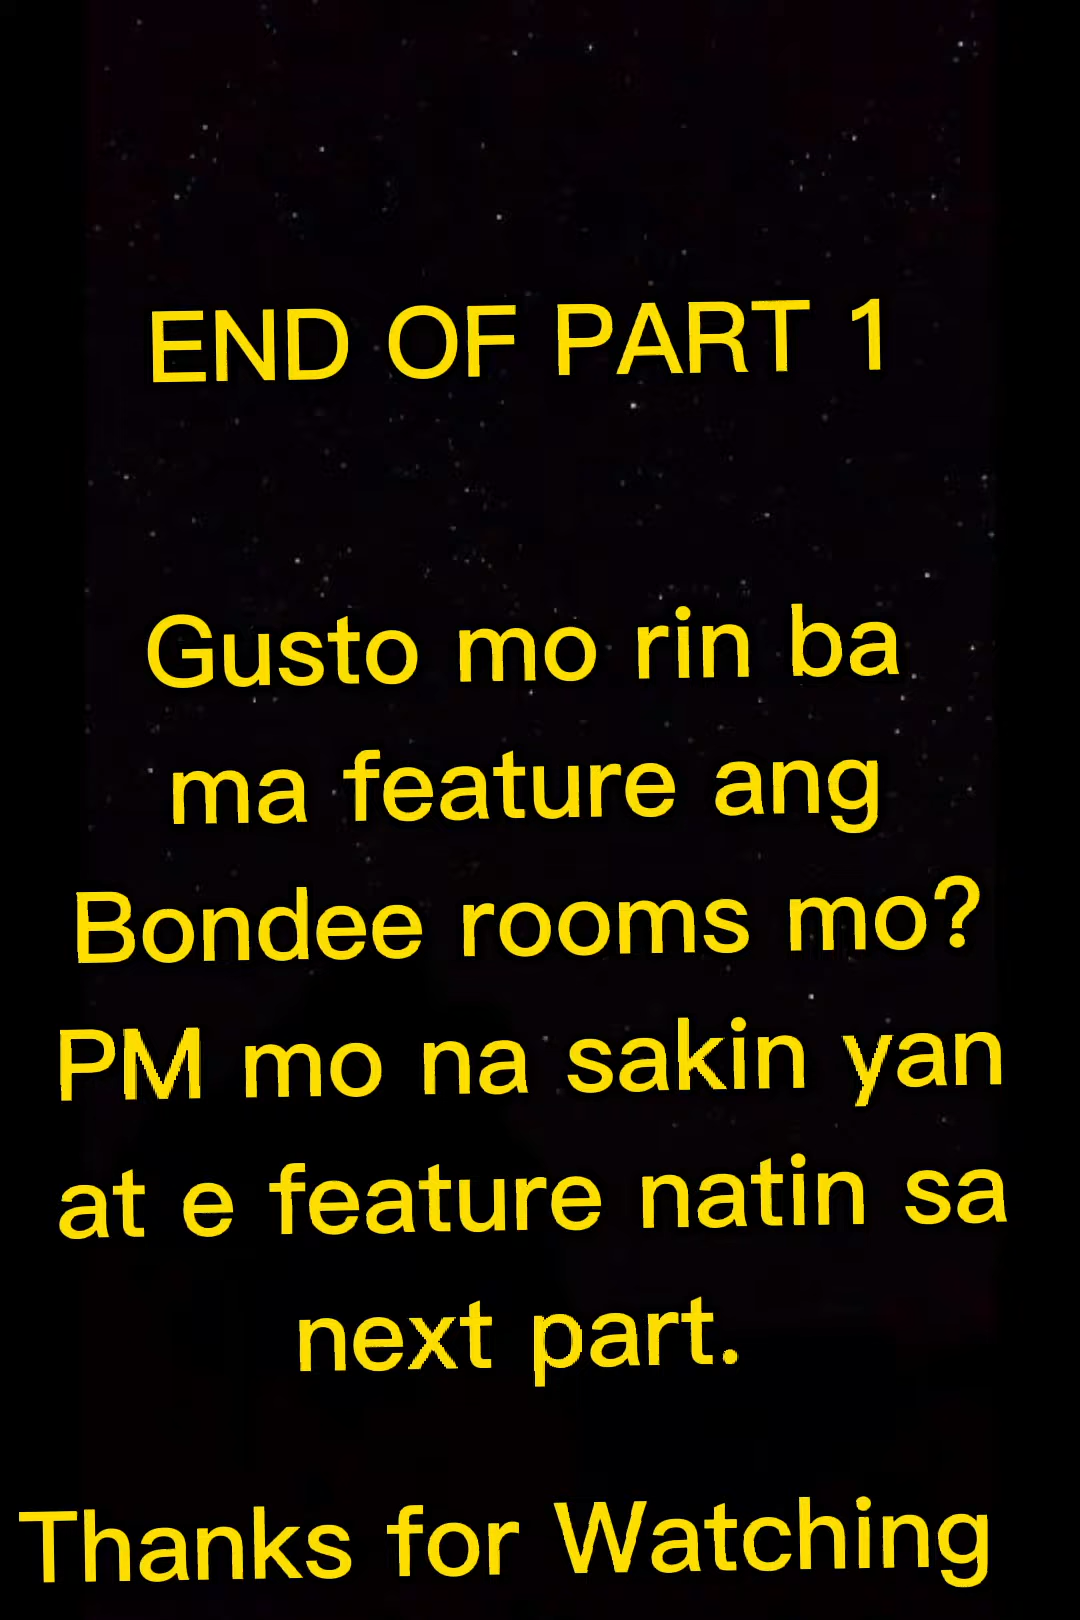 END OF PART 1
Gusto mo rin ba
ma feature ang
Bondee rooms mo?
PM mo na sakin yan
at e feature natin sa
next part.
Thanks for Watching